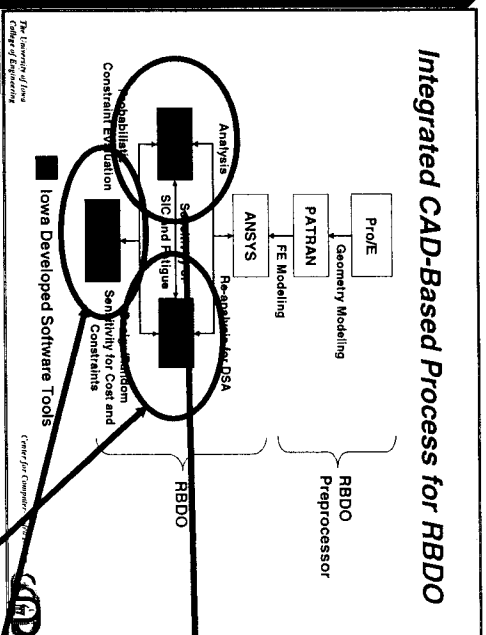 Integrated CAD-Based Process for RBDO
Pro/E
Geometry Modeling
PATRAN
FE Modeling
ANSYS
RBDO
Preprocessor
RBDO
Analysis
Re-analysis for DSA
SIC and Fatigue
Constraint Evaluation
Sensitivity for Cost and
Constraints
Iowa Developed Software Tools
The University of Iowa
College of Engineering
Center for Computer